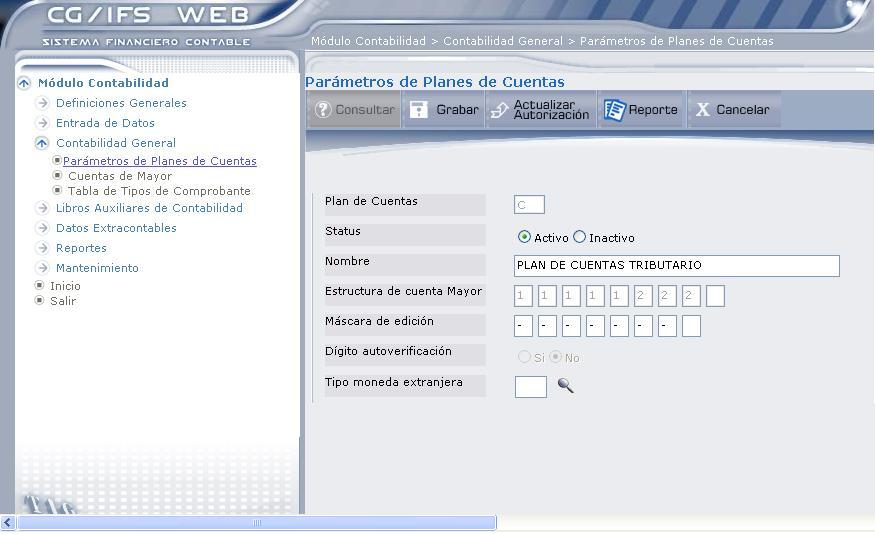 CG/IFS WEB
SISTEMA FINANCIERO CONTABLE
Módulo Contabilidad > Contabilidad General > Parámetros de Planes de Cuentas
Módulo Contabilidad
Definiciones Generales
Entrada de Datos
Contabilidad General
Parámetros de Planes de Cuentas
Cuentas de Mayor
Tabla de Tipos de Comprobante
Libros Auxiliares de Contabilidad
Datos Extracontables
Reportes
Mantenimiento
Inicio
Salir
Parámetros de Planes de Cuentas
Consultar Grabar Actualizar Autorización Reporte X Cancelar
Plan de Cuentas C
Status Activo Inactivo
Nombre PLAN DE CUENTAS TRIBUTARIO
Estructura de cuenta Mayor 1 1 1 1 1 2 2 2
Máscara de edición - - - - - - -
Dígito autoverificación Si No
Tipo moneda extranjera